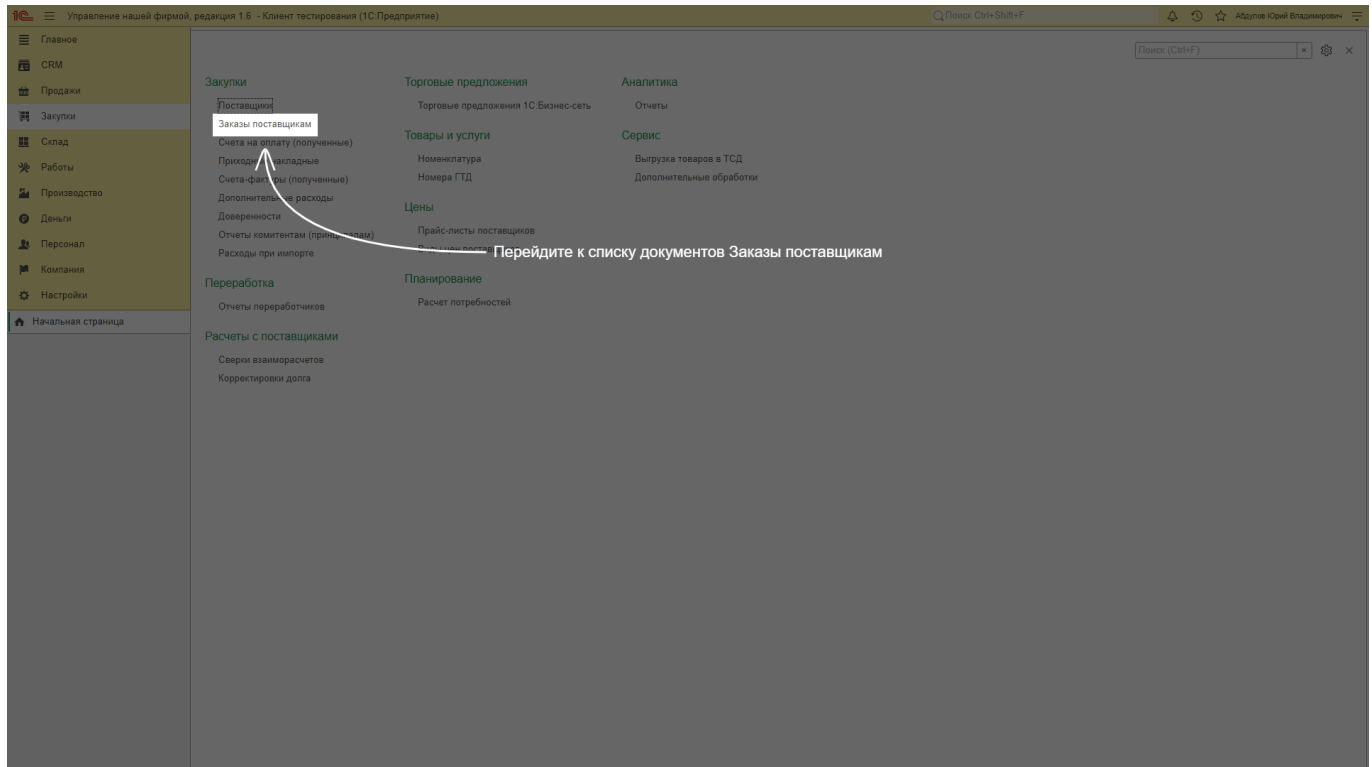 1С Управление нашей фирмой, редакция 1.6 - Клиент тестирования (1С:Предприятие)
Поиск Ctrl+Shift+F
Абдулов Юрий Владимирович
Главное
CRM
Продажи
Закупки
Склад
Работы
Производство
Деньги
Персонал
Компания
Настройки
Начальная страница
Поиск (Ctrl+F)
Закупки
Поставщики
Заказы поставщикам
Счета на оплату (полученные)
Приходные накладные
Счета-фактуры (полученные)
Дополнительные расходы
Доверенности
Отчеты комитентам (принципалам)
Расходы при импорте
Переработка
Отчеты переработчиков
Расчеты с поставщиками
Сверки взаиморасчетов
Корректировки долга
Торговые предложения
Торговые предложения 1С:Бизнес-сеть
Товары и услуги
Номенклатура
Номера ГТД
Цены
Прайс-листы поставщиков
Виды цен
Планирование
Расчет потребностей
Аналитика
Отчеты
Сервис
Выгрузка товаров в ТСД
Дополнительные обработки
Перейдите к списку документов Заказы поставщикам